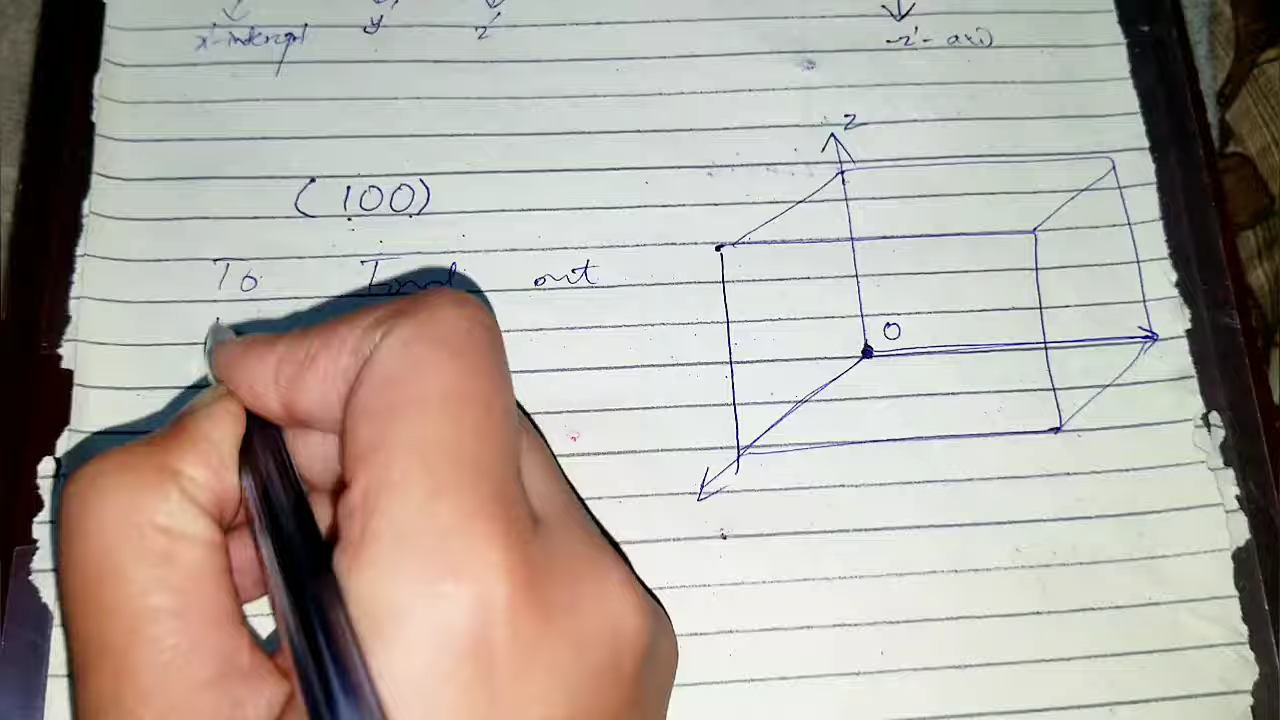 x-intercept y z
-z'-axis
z
(100)
To Find out
O